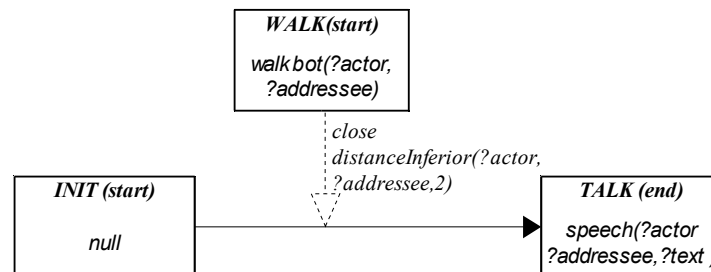 WALK(start)
walkbot(?actor,
?addressee)
close
distanceInferior(?actor,
?addressee,2)
INIT (start)
null
TALK (end)
speech(?actor
?addressee,?text)